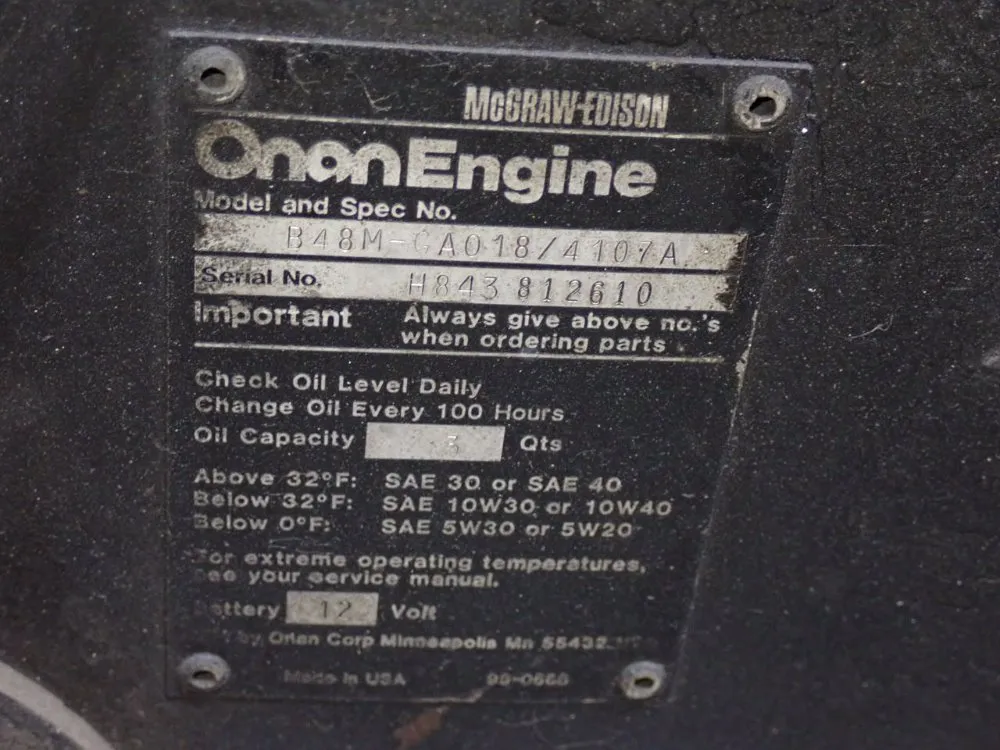 McGRAW-EDISON
Onan Engine
Model and Spec No.
B48M-GA018/4107A
Serial No. H843 812610
Important Always give above no.'s
when ordering parts.
Check Oil Level Daily
Change Oil Every 100 Hours
Oil Capacity 3 Qts
Above 32°F: SAE 30 or SAE 40
Below 32°F: SAE 10W30 or 10W40
Below 0°F: SAE 5W30 or 5W20
For extreme operating temperatures,
see your service manual.
Battery 12 Volt
by Onan Corp Minneapolis Mn 55432
Made in USA